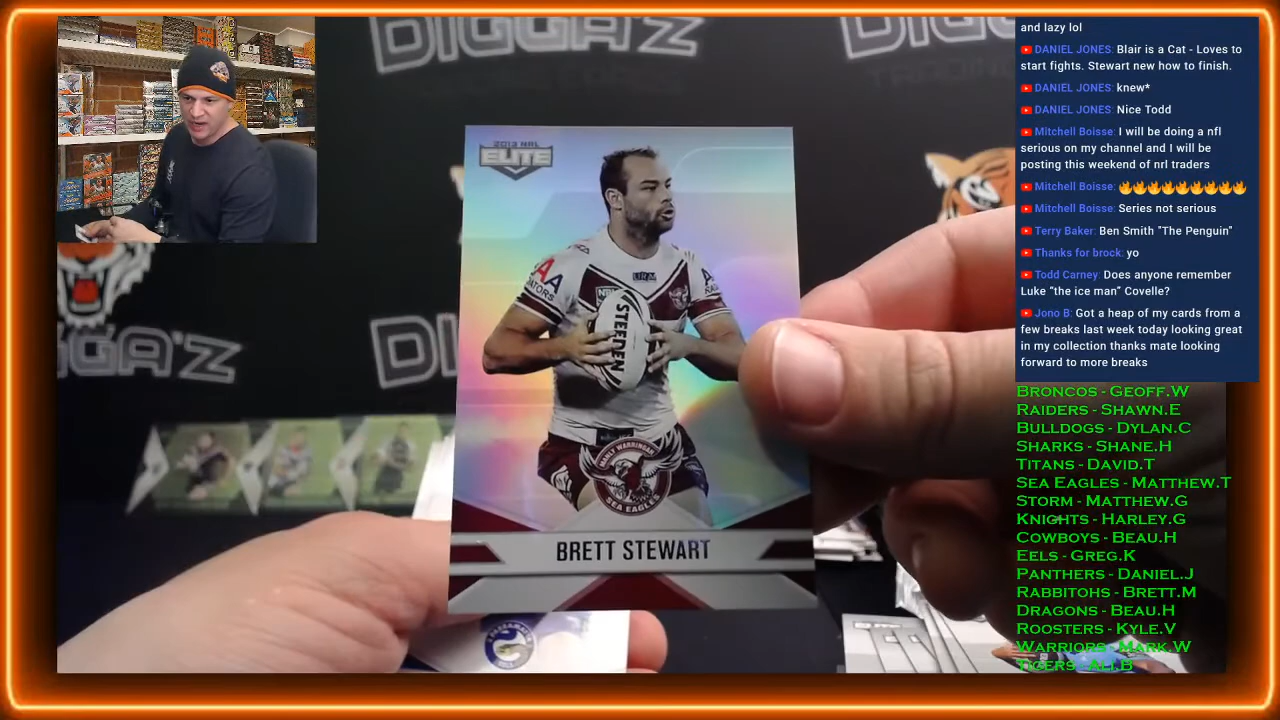 DIGGA'Z
and lazy lol
DANIEL JONES: Blair is a Cat - Loves to
start fights. Stewart new how to finish.
DANIEL JONES: knew*
DANIEL JONES: Nice Todd
Mitchell Boisse: I will be doing a nfl
serious on my channel and I will be
posting this weekend of nrl traders
Mitchell Boisse: 🔥🔥🔥🔥🔥🔥🔥🔥🔥
Mitchell Boisse: Series not serious
Terry Baker: Ben Smith "The Penguin"
Thanks for brock: yo
Todd Carney: Does anyone remember
Luke “the ice man” Covelle?
Jono B: Got a heap of my cards from a
few breaks last week today looking great
in my collection thanks mate looking
forward to more breaks
BRONCOS - GEOFF.W
RAIDERS - SHAWN.E
BULLDOGS - DYLAN.C
SHARKS - SHANE.H
TITANS - DAVID.T
SEA EAGLES - MATTHEW.T
STORM - MATTHEW.G
KNIGHTS - HARLEY.G
COWBOYS - BEAU.H
EELS - GREG.K
PANTHERS - DANIEL.J
RABBITOHS - BRETT.M
DRAGONS - BEAU.H
ROOSTERS - KYLE.V
WARRIORS - MARK.W
TIGERS - ALI.B
2013 NRL
ELITE
STEEDEN
MANLY WARRINGAH
SEA EAGLES
BRETT STEWART
DIGGA'Z